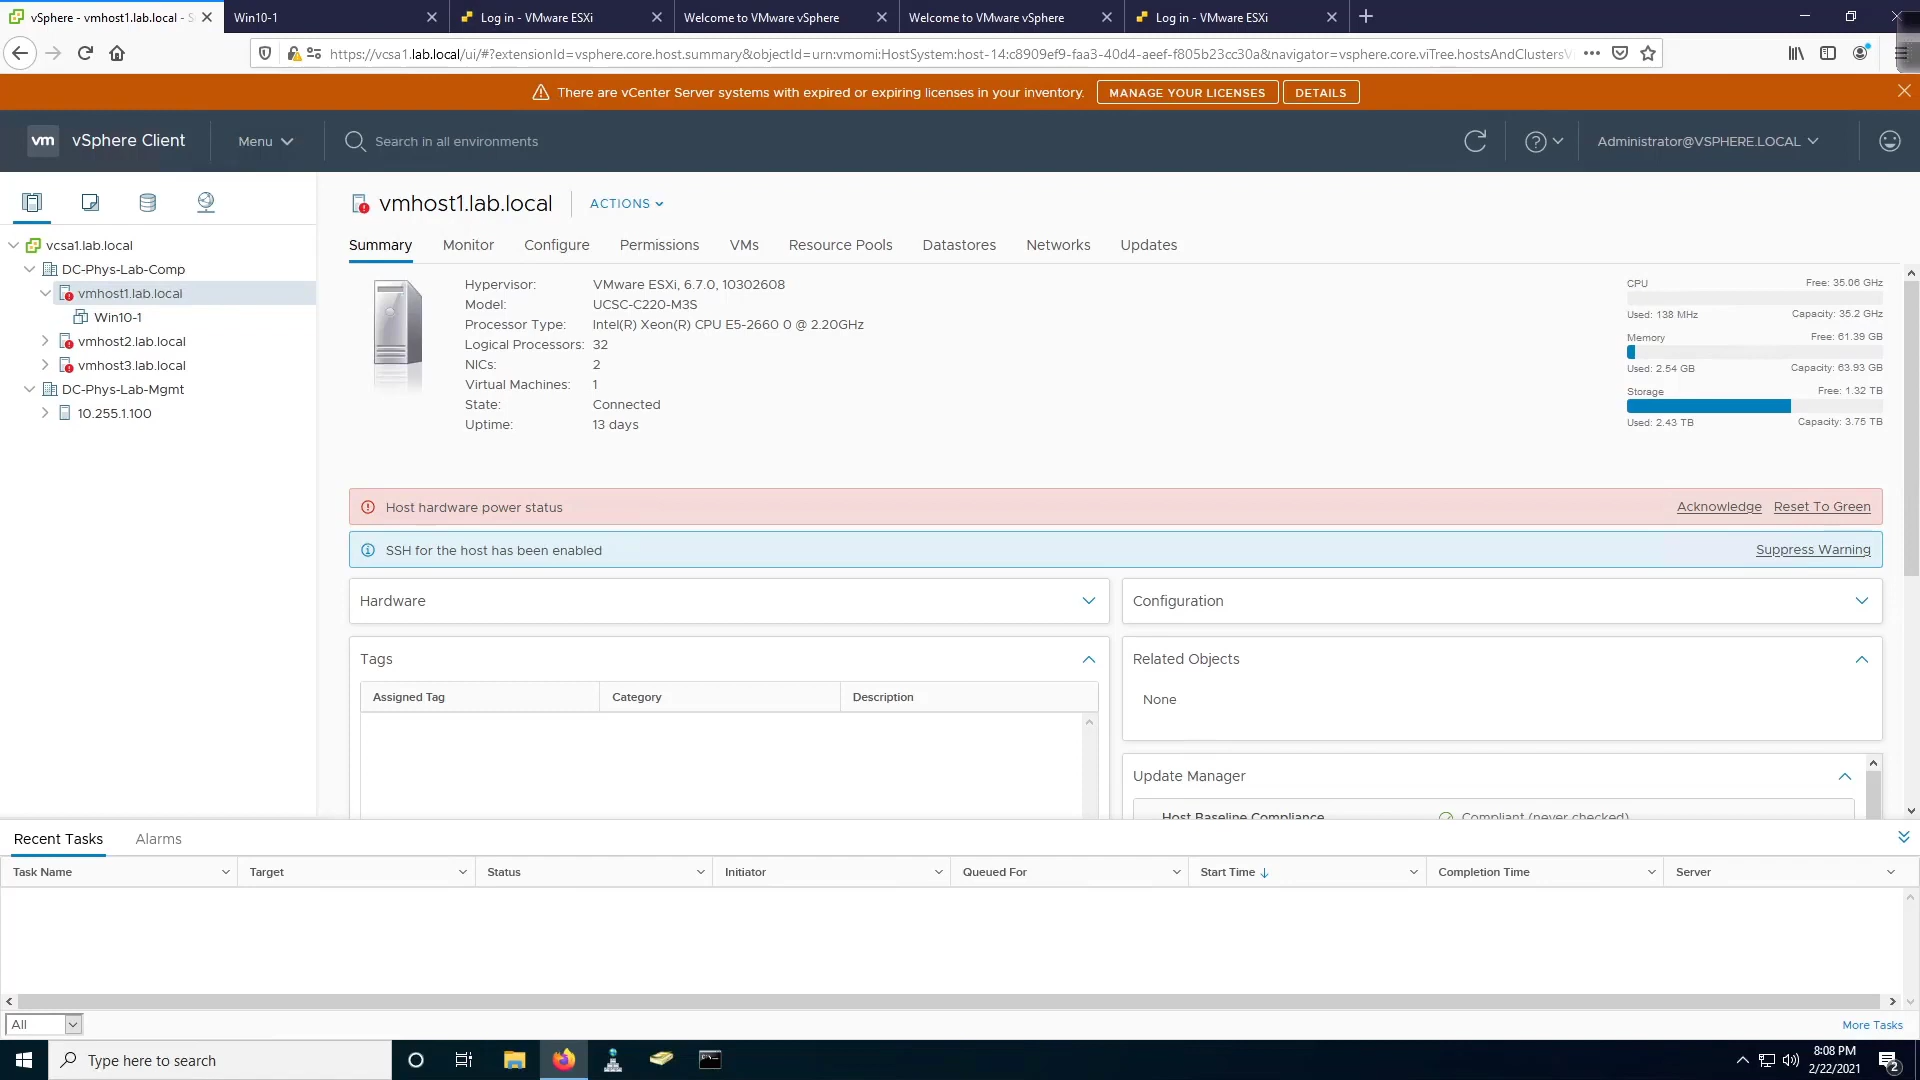 vSphere - vmhost1.lab.local - S
Win10-1
Log in - VMware ESXi
Welcome to VMware vSphere
Welcome to VMware vSphere
Log in - VMware ESXi
https://vcsa1.lab.local/ui/#?extensionId=vsphere.core.host.summary&objectId=urn:vmomi:HostSystem:host-14:c8909ef9-faa3-40d4-aeef-f805b23cc30a&navigator=vsphere.core.viTree.hostsAndClustersV
There are vCenter Server systems with expired or expiring licenses in your inventory.
MANAGE YOUR LICENSES
DETAILS
vm
vSphere Client
Menu
Search in all environments
Administrator@VSPHERE.LOCAL
vcsa1.lab.local
DC-Phys-Lab-Comp
vmhost1.lab.local
Win10-1
vmhost2.lab.local
vmhost3.lab.local
DC-Phys-Lab-Mgmt
10.255.1.100
vmhost1.lab.local
ACTIONS
Summary
Monitor
Configure
Permissions
VMs
Resource Pools
Datastores
Networks
Updates
Hypervisor: VMware ESXi, 6.7.0, 10302608
Model: UCSC-C220-M3S
Processor Type: Intel(R) Xeon(R) CPU E5-2660 0 @ 2.20GHz
Logical Processors: 32
NICs: 2
Virtual Machines: 1
State: Connected
Uptime: 13 days
CPU Free: 35.06 GHz
Used: 138 MHz Capacity: 35.2 GHz
Memory Free: 61.39 GB
Used: 2.54 GB Capacity: 63.93 GB
Storage Free: 1.32 TB
Used: 2.43 TB Capacity: 3.75 TB
Host hardware power status
Acknowledge
Reset To Green
SSH for the host has been enabled
Suppress Warning
Hardware
Configuration
Tags
Assigned Tag
Category
Description
Related Objects
None
Update Manager
Host Baseline Compliance
Compliant (never checked)
Recent Tasks
Alarms
Task Name
Target
Status
Initiator
Queued For
Start Time
Completion Time
Server
All
More Tasks
Type here to search
8:08 PM
2/22/2021
2